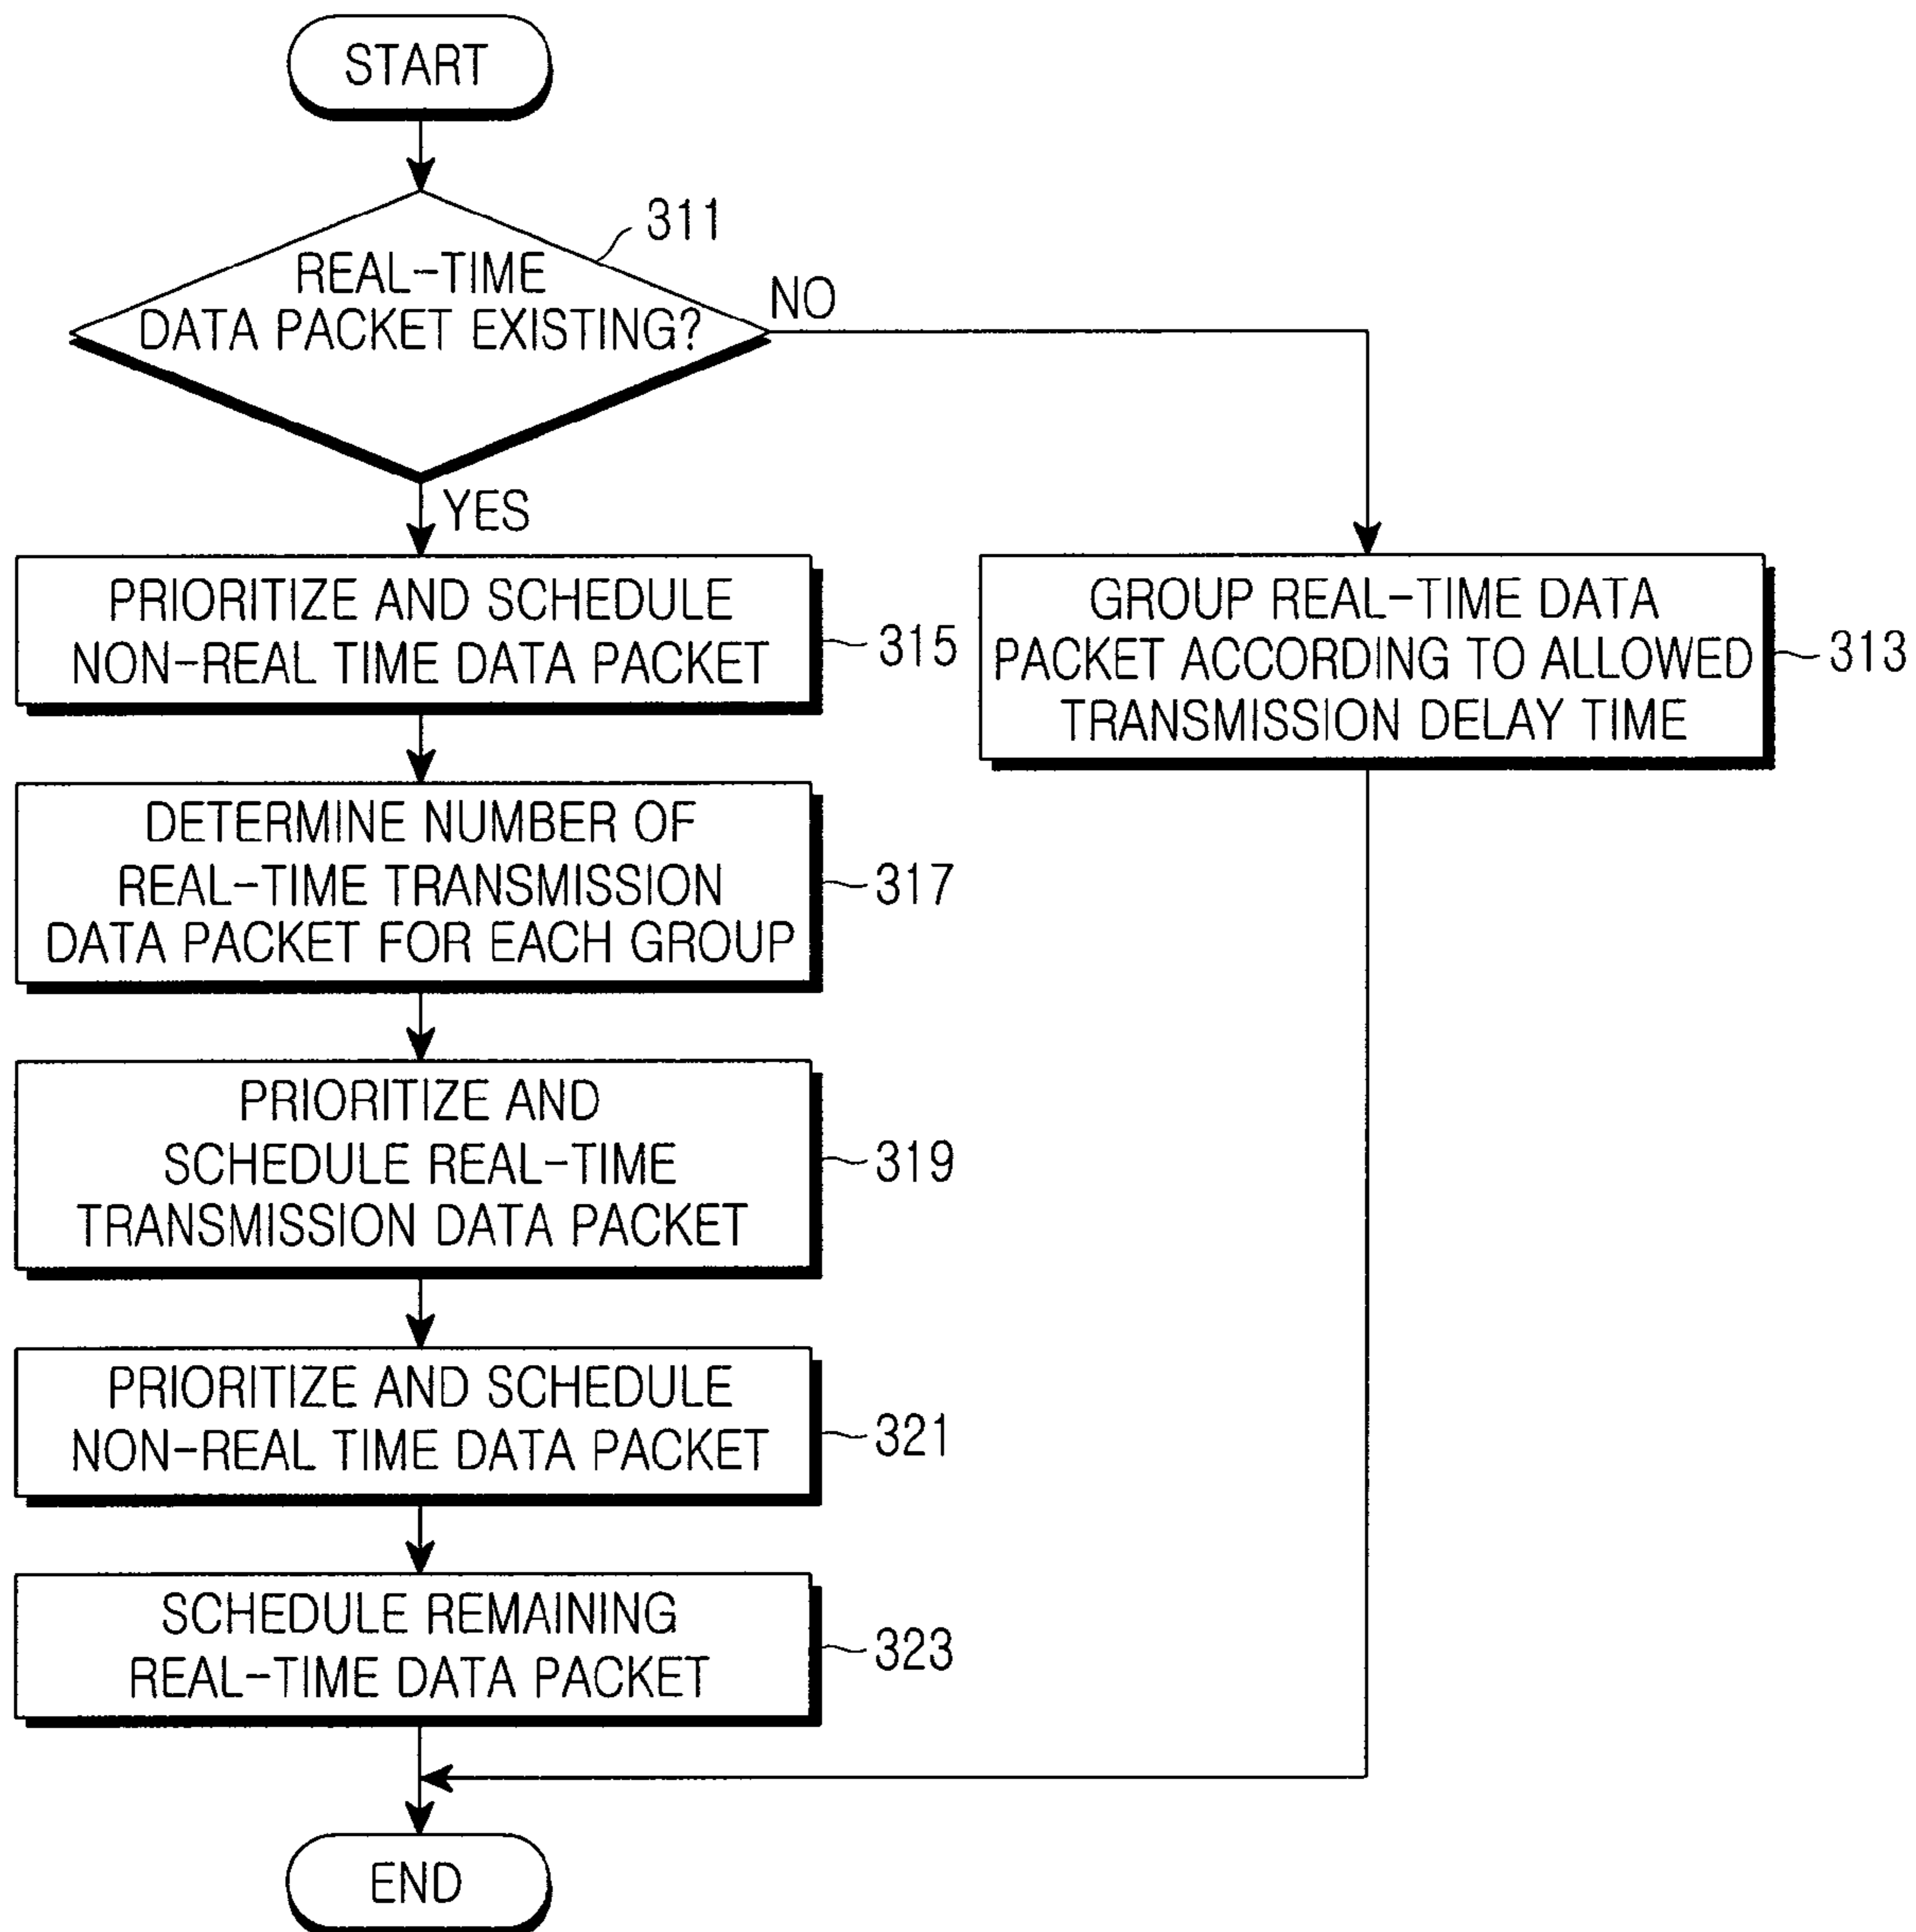 START
311
REAL-TIME
DATA PACKET EXISTING?
NO
YES
PRIORITIZE AND SCHEDULE
NON-REAL TIME DATA PACKET
315
GROUP REAL-TIME DATA
PACKET ACCORDING TO ALLOWED
TRANSMISSION DELAY TIME
313
DETERMINE NUMBER OF
REAL-TIME TRANSMISSION
DATA PACKET FOR EACH GROUP
317
PRIORITIZE AND
SCHEDULE REAL-TIME
TRANSMISSION DATA PACKET
319
PRIORITIZE AND SCHEDULE
NON-REAL TIME DATA PACKET
321
SCHEDULE REMAINING
REAL-TIME DATA PACKET
323
END